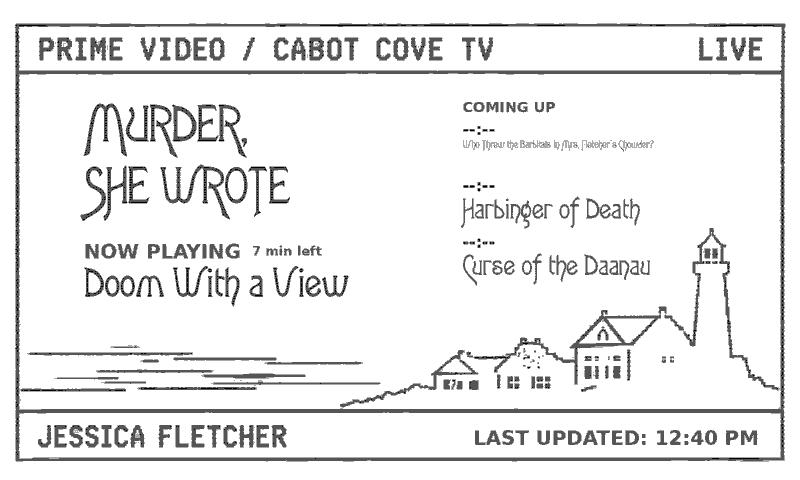 PRIME VIDEO / CABOT COVE TV
LIVE
MURDER,
SHE WROTE
NOW PLAYING 7 min left
Doom With a View
COMING UP
--:--
Who Threw the Barbitals in Mrs. Fletcher's Chowder?
--:--
Harbinger of Death
--:--
Curse of the Daanau
JESSICA FLETCHER
LAST UPDATED: 12:40 PM